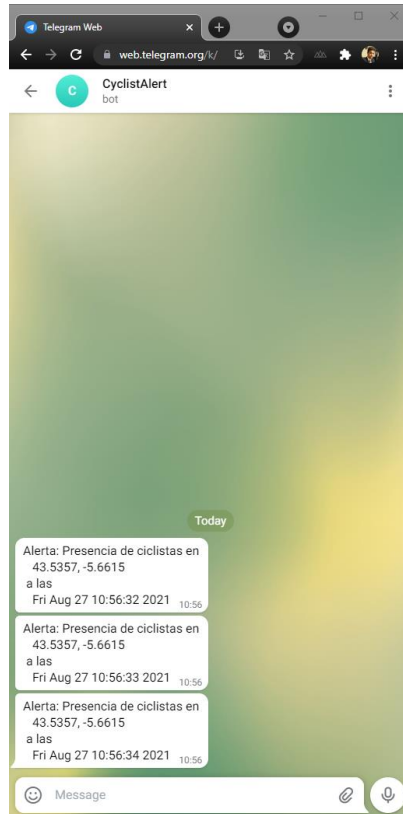 Telegram Web
web.telegram.org/k/
C
CyclistAlert
bot
Today
Alerta: Presencia de ciclistas en
43.5357, -5.6615
a las
Fri Aug 27 10:56:32 2021 10:56
Alerta: Presencia de ciclistas en
43.5357, -5.6615
a las
Fri Aug 27 10:56:33 2021 10:56
Alerta: Presencia de ciclistas en
43.5357, -5.6615
a las
Fri Aug 27 10:56:34 2021 10:56
Message